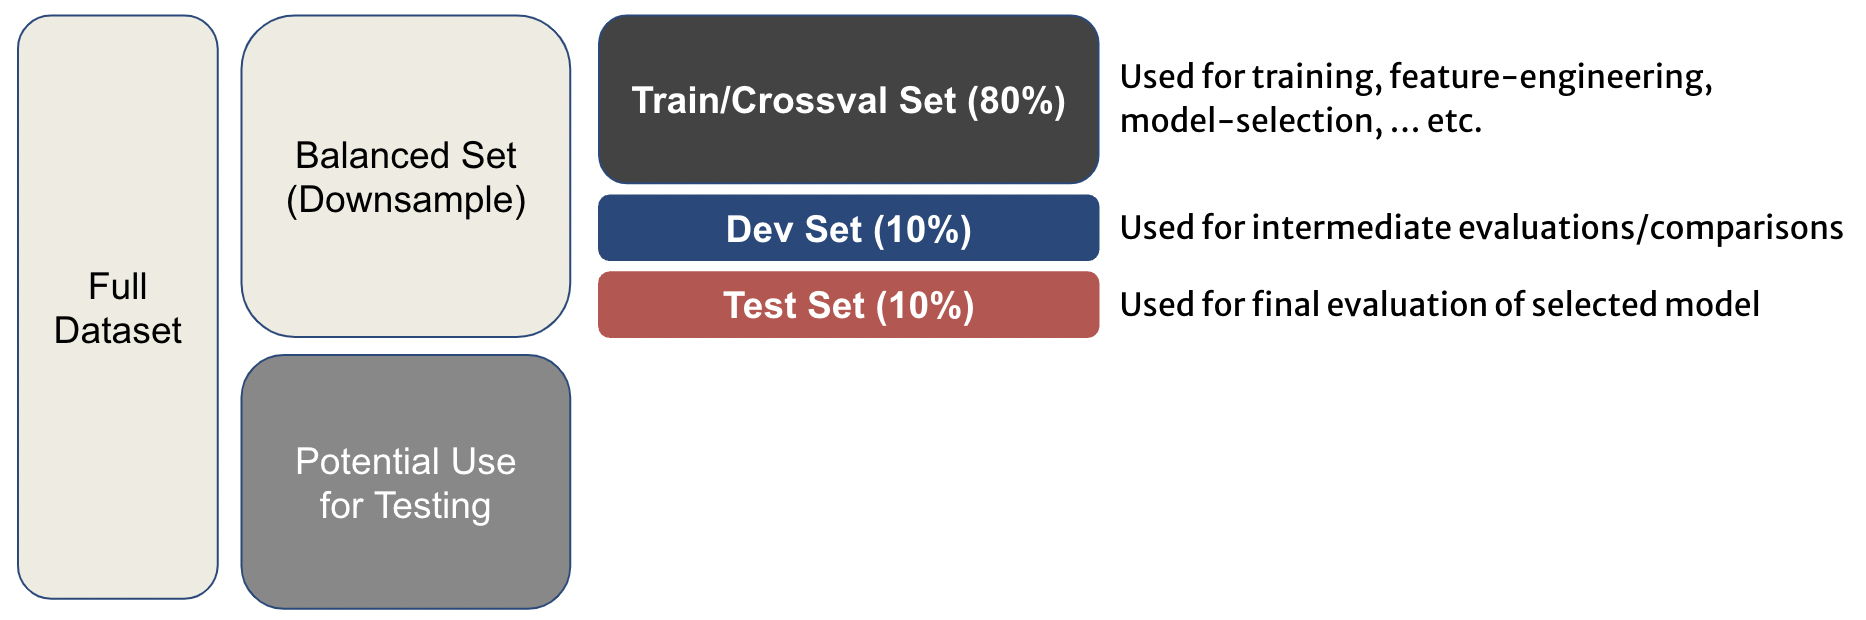 Full
Dataset
Balanced Set
(Downsample)
Potential Use
for Testing
Train/Crossval Set (80%)
Used for training, feature-engineering,
model-selection, ... etc.
Dev Set (10%)
Used for intermediate evaluations/comparisons
Test Set (10%)
Used for final evaluation of selected model